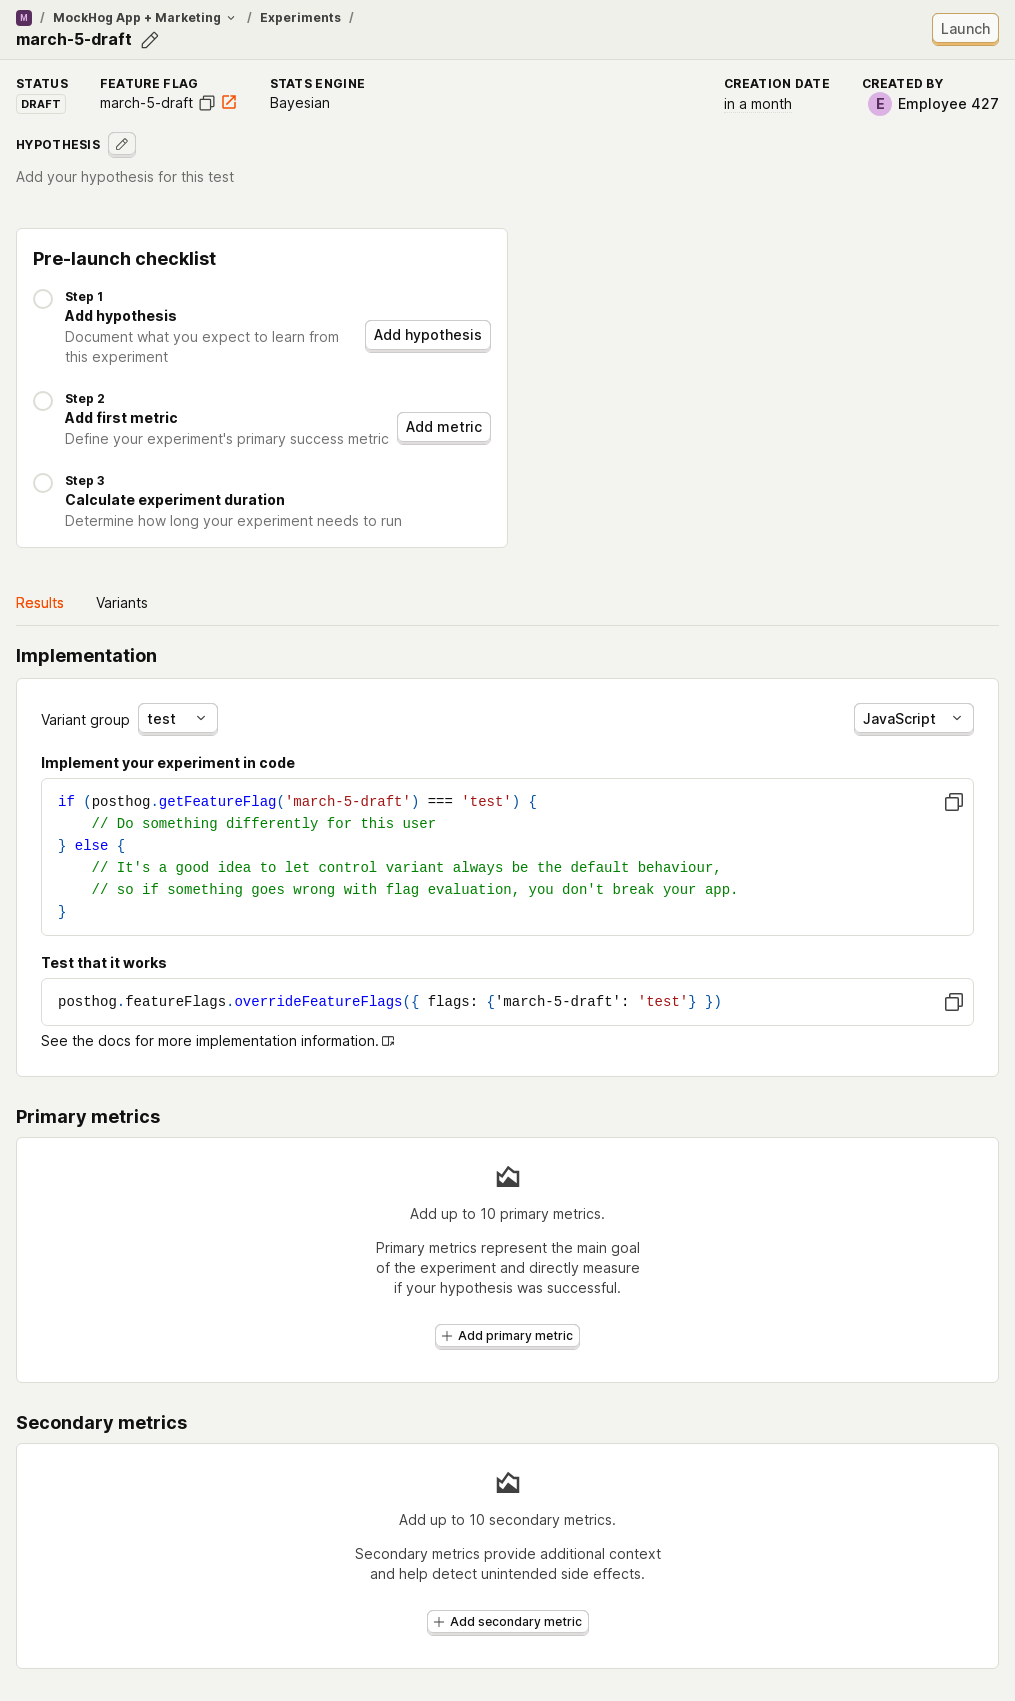 M / MockHog App + Marketing / Experiments /
march-5-draft
Launch
STATUS
DRAFT
FEATURE FLAG
march-5-draft
STATS ENGINE
Bayesian
CREATION DATE
in a month
CREATED BY
E Employee 427
HYPOTHESIS
Add your hypothesis for this test
Pre-launch checklist
Step 1
Add hypothesis
Document what you expect to learn from
this experiment
Add hypothesis
Step 2
Add first metric
Define your experiment's primary success metric
Add metric
Step 3
Calculate experiment duration
Determine how long your experiment needs to run
Results Variants
Implementation
Variant group test JavaScript
Implement your experiment in code
if (posthog.getFeatureFlag('march-5-draft') === 'test') {
    // Do something differently for this user
} else {
    // It's a good idea to let control variant always be the default behaviour,
    // so if something goes wrong with flag evaluation, you don't break your app.
}
Test that it works
posthog.featureFlags.overrideFeatureFlags({ flags: {'march-5-draft': 'test'} })
See the docs for more implementation information.
Primary metrics
Add up to 10 primary metrics.
Primary metrics represent the main goal
of the experiment and directly measure
if your hypothesis was successful.
Add primary metric
Secondary metrics
Add up to 10 secondary metrics.
Secondary metrics provide additional context
and help detect unintended side effects.
Add secondary metric